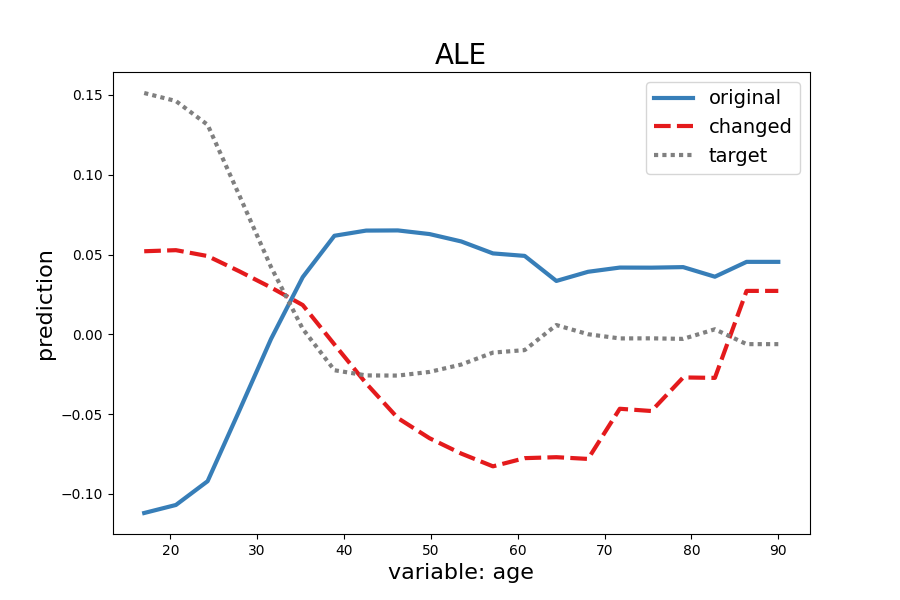 ALE
original
changed
target
prediction
0.15
0.10
0.05
0.00
−0.05
−0.10
20 30 40 50 60 70 80 90
variable: age